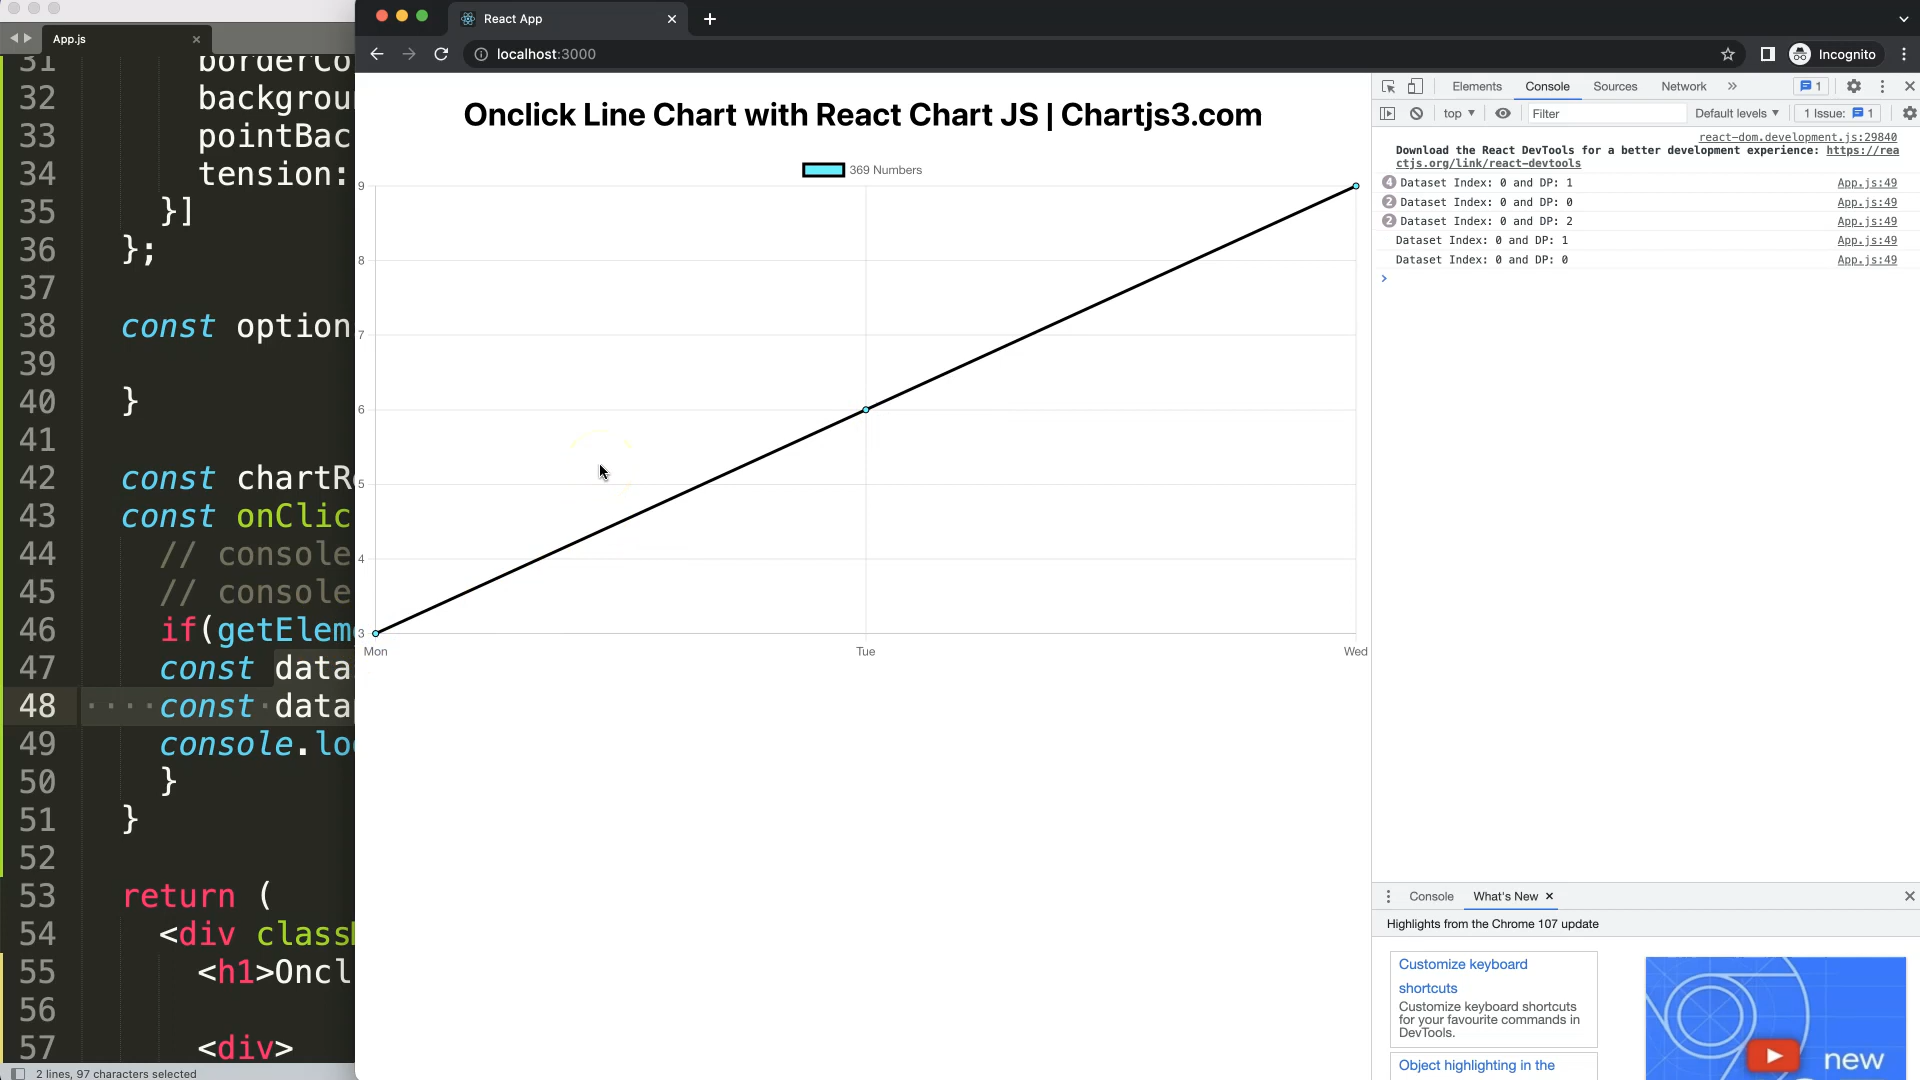 App.js
31 borderCo
32 backgrou
33 pointBac
34 tension:
35 }]
36 };
37
38 const option
39
40 }
41
42 const chartR
43 const onClic
44 // console
45 // console
46 if(getElem
47 const data
48 const data
49 console.lo
50 }
51 }
52
53 return (
54 <div class
55 <h1>Oncl
56
57 <div>
2 lines, 97 characters selected
React App
localhost:3000
Incognito
Onclick Line Chart with React Chart JS | Chartjs3.com
369 Numbers
9
8
7
6
5
4
3
Mon Tue Wed
Elements Console Sources Network » 1
top Filter Default levels 1 Issue: 1
react-dom.development.js:29840
Download the React DevTools for a better development experience: https://rea
ctjs.org/link/react-devtools
4 Dataset Index: 0 and DP: 1 App.js:49
2 Dataset Index: 0 and DP: 0 App.js:49
2 Dataset Index: 0 and DP: 2 App.js:49
Dataset Index: 0 and DP: 1 App.js:49
Dataset Index: 0 and DP: 0 App.js:49
Console What's New
Highlights from the Chrome 107 update
Customize keyboard
shortcuts
Customize keyboard shortcuts
for your favourite commands in
DevTools.
Object highlighting in the
new